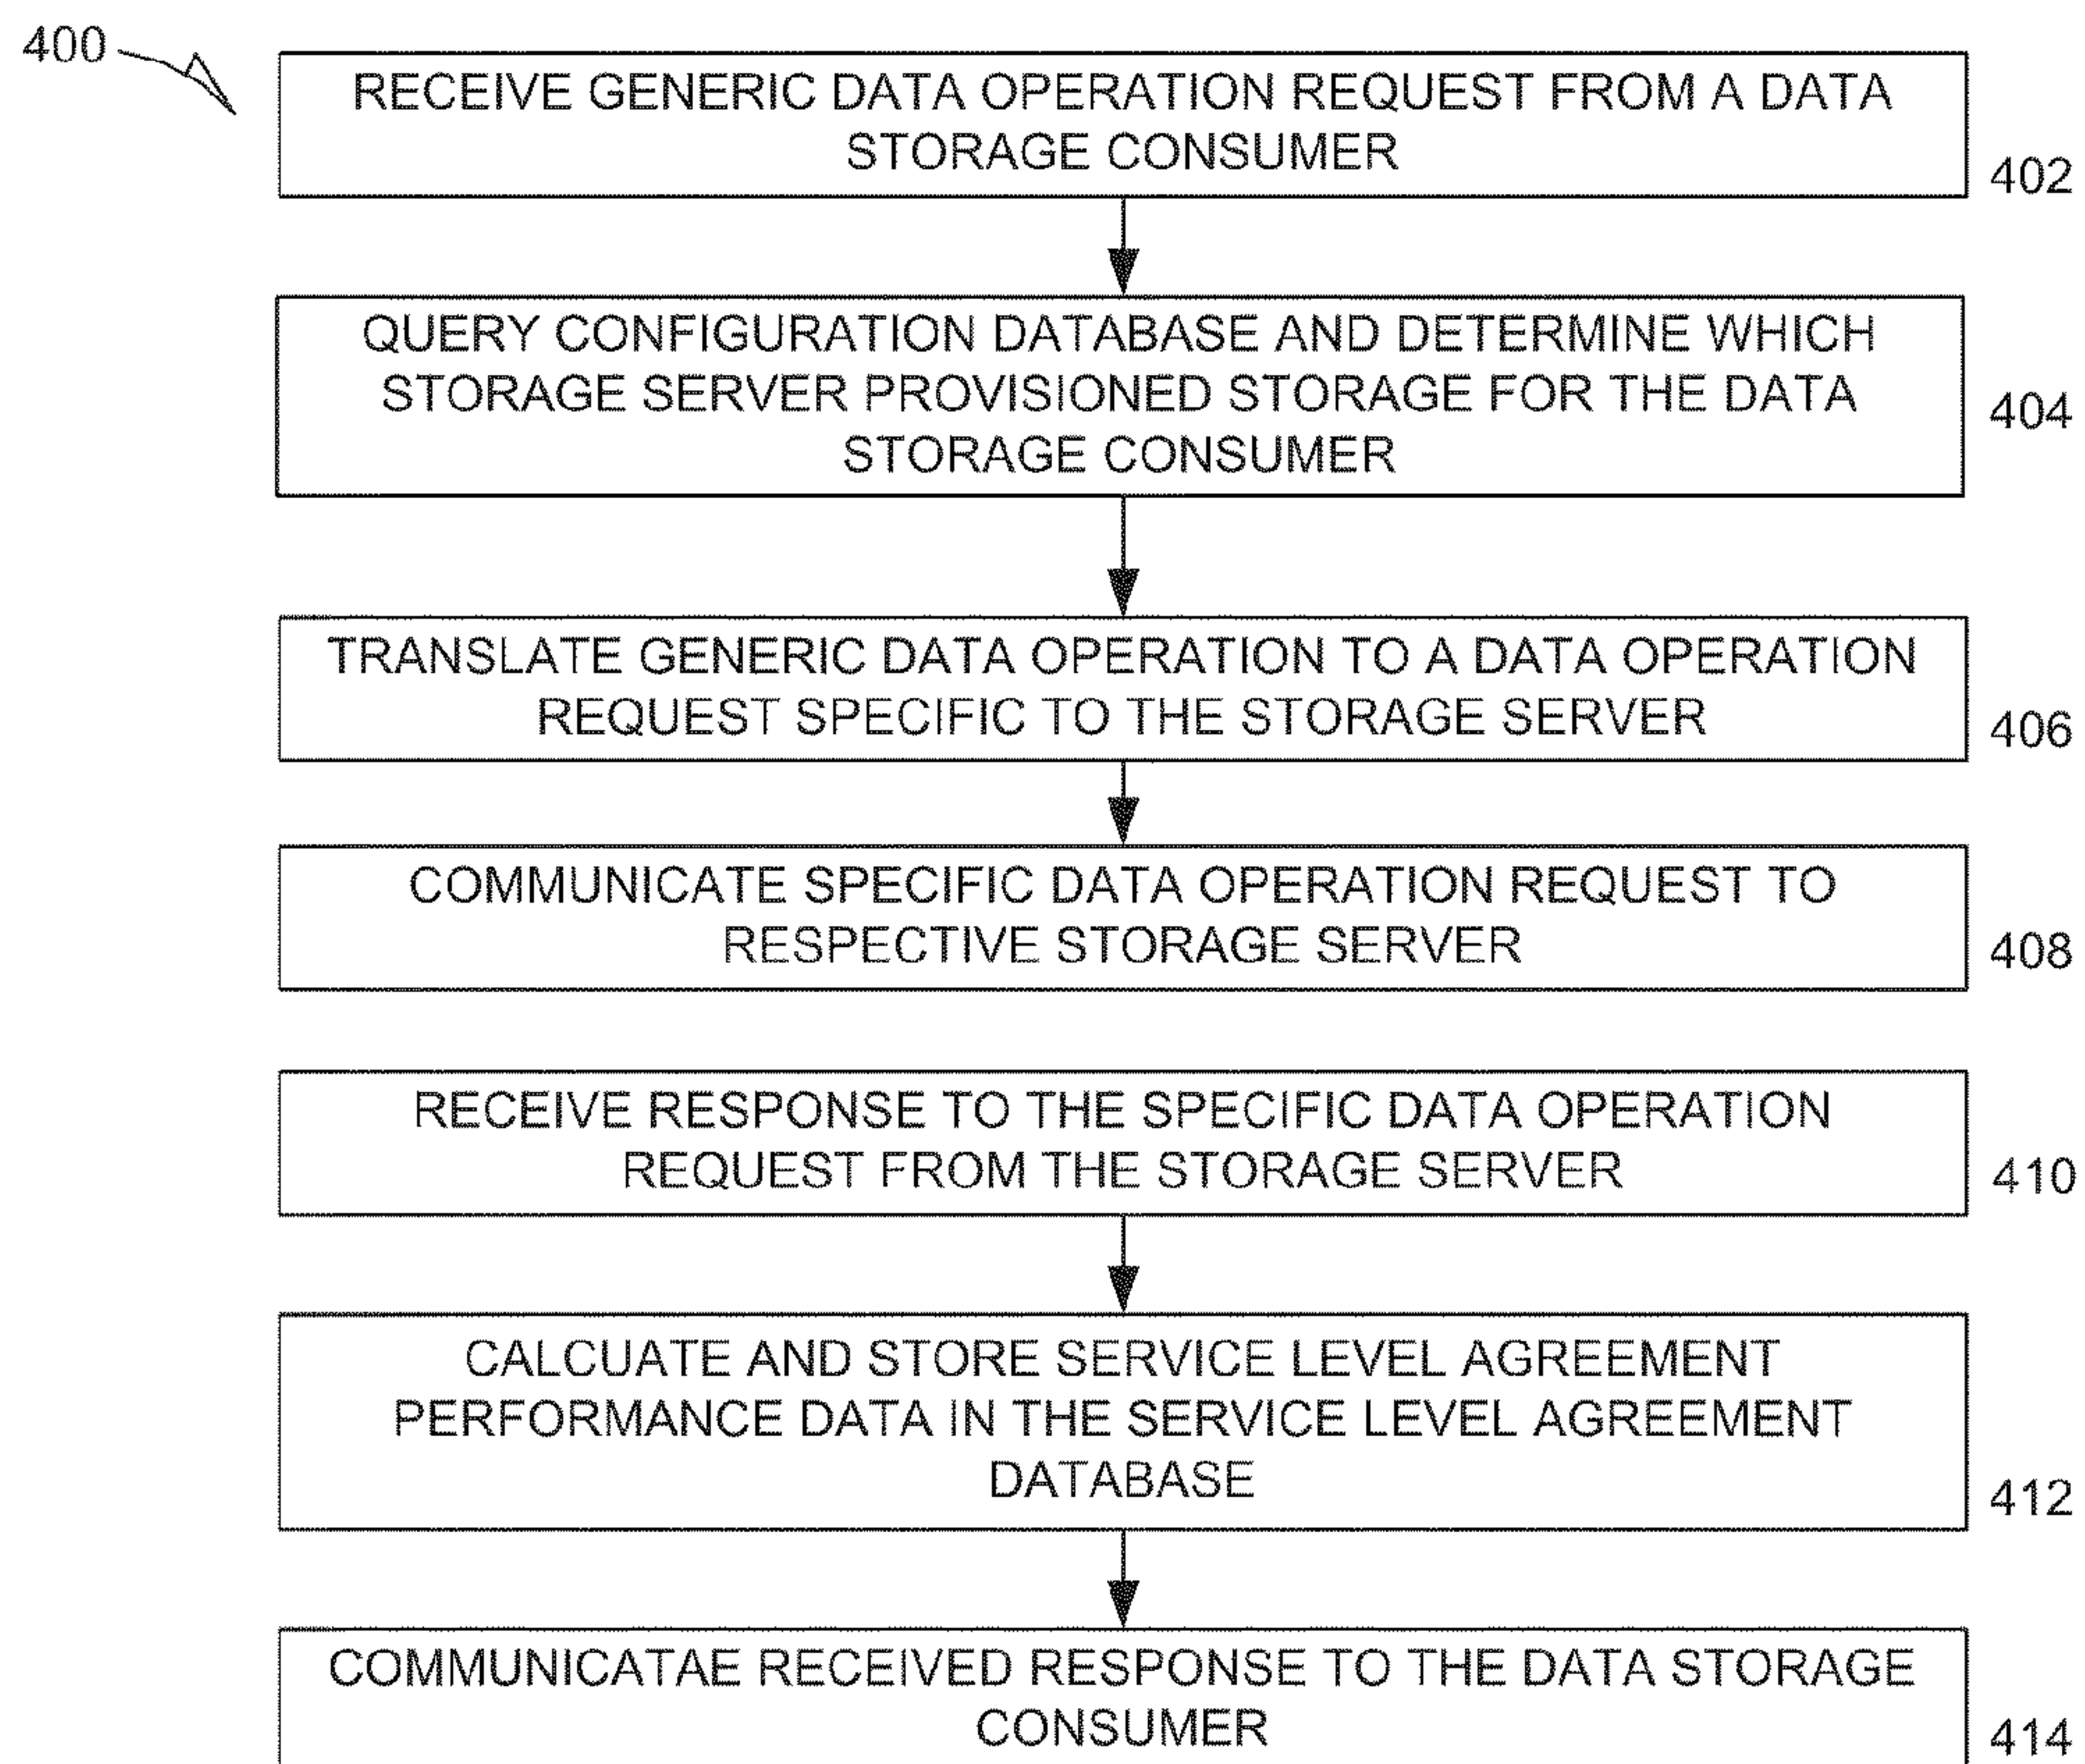 400
RECEIVE GENERIC DATA OPERATION REQUEST FROM A DATA
STORAGE CONSUMER
402
QUERY CONFIGURATION DATABASE AND DETERMINE WHICH
STORAGE SERVER PROVISIONED STORAGE FOR THE DATA
STORAGE CONSUMER
404
TRANSLATE GENERIC DATA OPERATION TO A DATA OPERATION
REQUEST SPECIFIC TO THE STORAGE SERVER
406
COMMUNICATE SPECIFIC DATA OPERATION REQUEST TO
RESPECTIVE STORAGE SERVER
408
RECEIVE RESPONSE TO THE SPECIFIC DATA OPERATION
REQUEST FROM THE STORAGE SERVER
410
CALCUATE AND STORE SERVICE LEVEL AGREEMENT
PERFORMANCE DATA IN THE SERVICE LEVEL AGREEMENT
DATABASE
412
COMMUNICATAE RECEIVED RESPONSE TO THE DATA STORAGE
CONSUMER
414